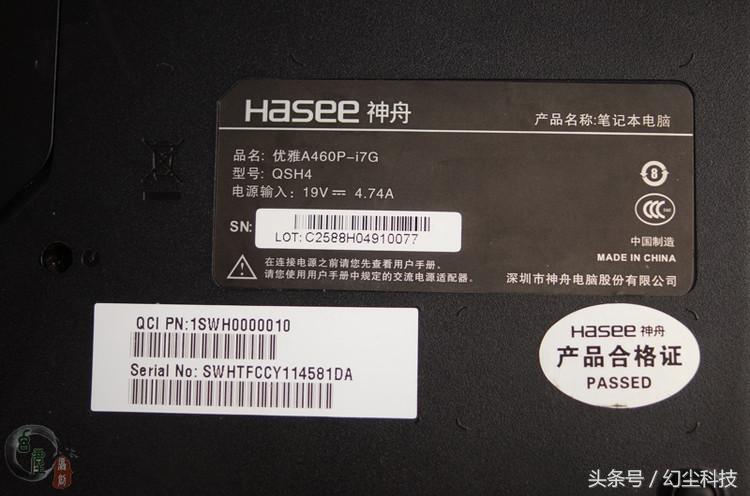 Hasee 神舟
产品名称:笔记本电脑
品名: 优雅A460P-i7G
型号: QSH4
电源输入: 19V⎓ 4.74A
8
SN:
LOT: C2588H04910077
CCC
中国制造
MADE IN CHINA
在连接电源之前请您先查看用户手册。
请您使用用户手册中规定的交流电源适配器。
深圳市神舟电脑股份有限公司
QCI PN:1SWH0000010
Serial No: SWHTFCCY114581DA
Hasee 神舟
产品合格证
PASSED
头条号 / 幻尘科技